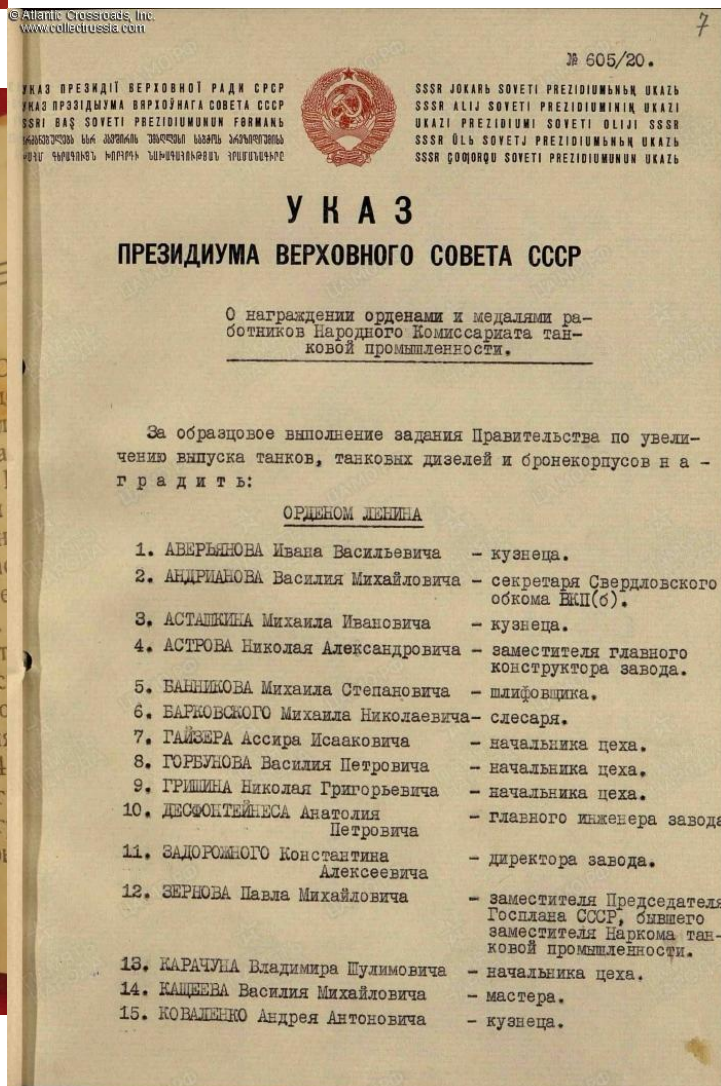 © Atlantic Crossroads, Inc.
www.collectrussia.com
7
№ 605/20.
УКАЗ ПРЕЗИДІЇ ВЕРХОВНОЇ РАДИ СРСР
УКАЗ ПРЭЗІДЫУМА ВЯРХОЎНАГА СОВЕТА СССР
SSRI BAŞ SOVETI PREZIDIUMUNUN FƏRMANЬ
SSSR JOKARЬ SOVETI PREZIDIUMЬNЬꞐ UKAZЬ
SSSR ALIJ SOVETI PREZIDIUMININ UKAZI
UKAZI PREZIDIUMI SOVETI OLIJI SSSR
SSSR ÇOƢORQU SOVETI PREZIDIUMUNUN UKAZЬ
УКАЗ
ПРЕЗИДИУМА ВЕРХОВНОГО СОВЕТА СССР
О награждении орденами и медалями ра-
ботников Народного Комиссариата тан-
ковой промышленности.
За образцовое выполнение задания Правительства по увели-
чению выпуска танков, танковых дизелей и бронекорпусов н а -
г р а д и т ь:
ОРДЕНОМ ЛЕНИНА
1. АВЕРЬЯНОВА Ивана Васильевича - кузнеца.
2. АНДРИАНОВА Василия Михайловича - секретаря Свердловского
обкома ВКП(б).
3. АСТАШКИНА Михаила Ивановича - кузнеца.
4. АСТРОВА Николая Александровича - заместителя главного
конструктора завода.
5. БАННИКОВА Михаила Степановича - шлифовщика.
6. БАРКОВСКОГО Михаила Николаевича - слесаря.
7. ГАЙЗЕРА Ассира Исааковича - начальника цеха.
8. ГОРБУНОВА Василия Петровича - начальника цеха.
9. ГРИШИНА Николая Григорьевича - начальника цеха.
10. ДЕСФОНТЕЙНЕСА Анатолия - главного инженера завода
Петровича
11. ЗАДОРОЖНОГО Константина - директора завода.
Алексеевича
12. ЗЕРНОВА Павла Михайловича - заместителя Председателя
Госплана СССР, бывшего
заместителя Наркома тан-
ковой промышленности.
13. КАРАЧУНА Владимира Шулимовича - начальника цеха.
14. КАЩЕЕВА Василия Михайловича - мастера.
15. КОВАЛЕНКО Андрея Антоновича - кузнеца.